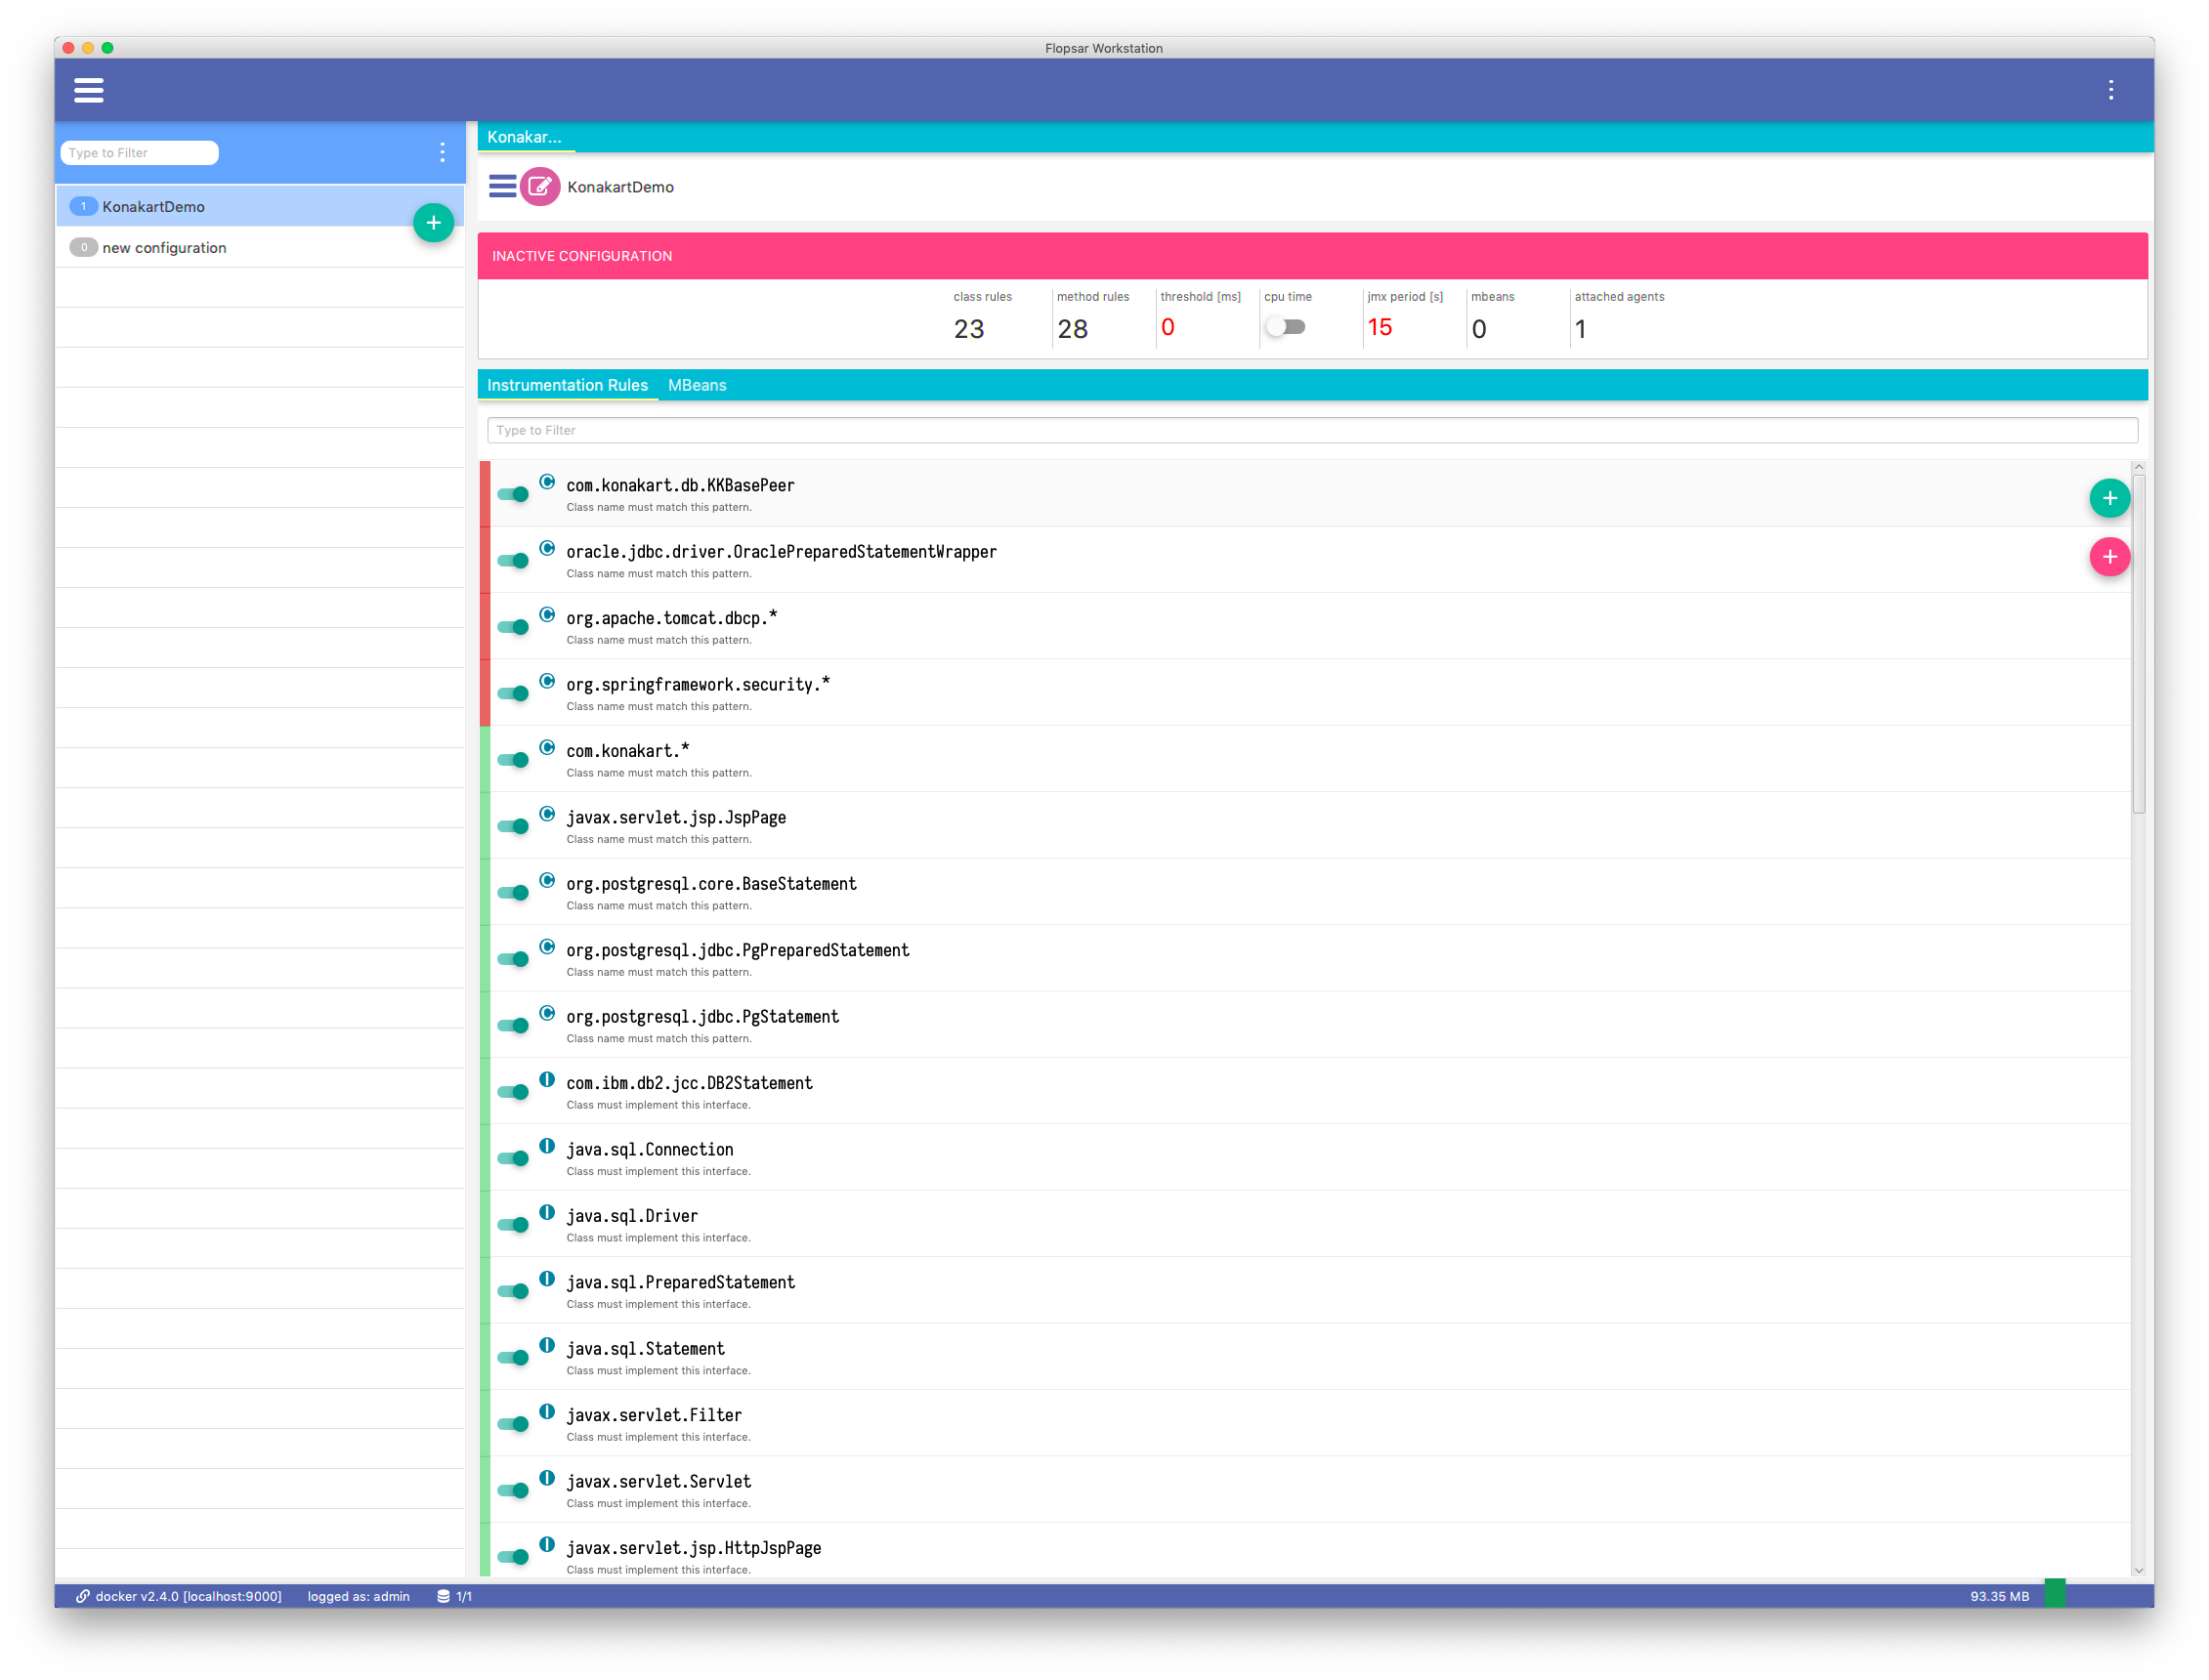 Flopsar Workstation
Type to Filter
1 KonakartDemo
0 new configuration
Konakar...
KonakartDemo
INACTIVE CONFIGURATION
class rules method rules threshold [ms] cpu time jmx period [s] mbeans attached agents
23 28 0 15 0 1
Instrumentation Rules MBeans
Type to Filter
com.konakart.db.KKBasePeer
Class name must match this pattern.
oracle.jdbc.driver.OraclePreparedStatementWrapper
Class name must match this pattern.
org.apache.tomcat.dbcp.*
Class name must match this pattern.
org.springframework.security.*
Class name must match this pattern.
com.konakart.*
Class name must match this pattern.
javax.servlet.jsp.JspPage
Class name must match this pattern.
org.postgresql.core.BaseStatement
Class name must match this pattern.
org.postgresql.jdbc.PgPreparedStatement
Class name must match this pattern.
org.postgresql.jdbc.PgStatement
Class name must match this pattern.
com.ibm.db2.jcc.DB2Statement
Class must implement this interface.
java.sql.Connection
Class must implement this interface.
java.sql.Driver
Class must implement this interface.
java.sql.PreparedStatement
Class must implement this interface.
java.sql.Statement
Class must implement this interface.
javax.servlet.Filter
Class must implement this interface.
javax.servlet.Servlet
Class must implement this interface.
javax.servlet.jsp.HttpJspPage
Class must implement this interface.
docker v2.4.0 [localhost:9000] logged as: admin 1/1 93.35 MB